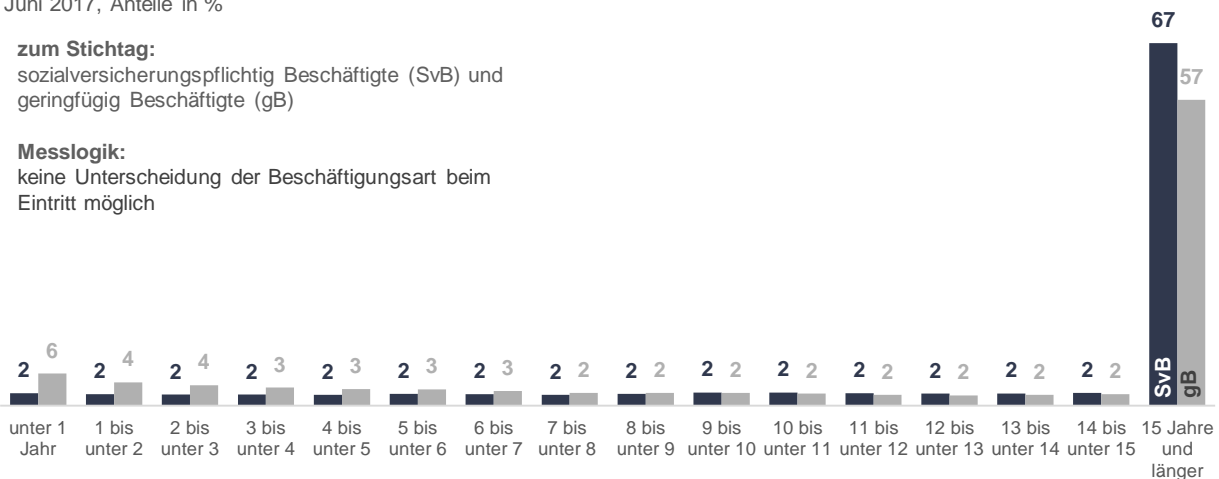 Juni 2017, Anteile in %
zum Stichtag:
sozialversicherungspflichtig Beschäftigte (SvB) und
geringfügig Beschäftigte (gB)
Messlogik:
keine Unterscheidung der Beschäftigungsart beim
Eintritt möglich
67
57
2 6 2 4 2 4 2 3 2 3 2 3 2 3 2 2 2 2 2 2 2 2 2 2 2 2 2 2 2 2
SvB
gB
unter 1 1 bis 2 bis 3 bis 4 bis 5 bis 6 bis 7 bis 8 bis 9 bis 10 bis 11 bis 12 bis 13 bis 14 bis 15 Jahre
Jahr unter 2 unter 3 unter 4 unter 5 unter 6 unter 7 unter 8 unter 9 unter 10 unter 11 unter 12 unter 13 unter 14 unter 15 und
länger